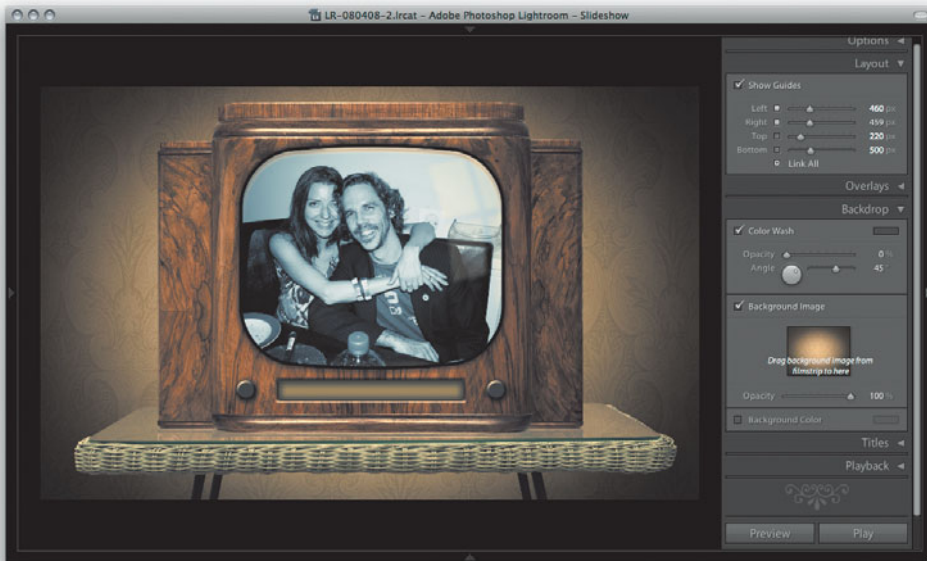 LR-080408-2.lrcat – Adobe Photoshop Lightroom – Slideshow
Options
Layout
Show Guides
Left 460 px
Right 459 px
Top 220 px
Bottom 500 px
Link All
Overlays
Backdrop
Color Wash
Opacity 0 %
Angle 45 °
Background Image
Drag background image from
filmstrip to here
Opacity 100 %
Background Color
Titles
Playback
Preview Play